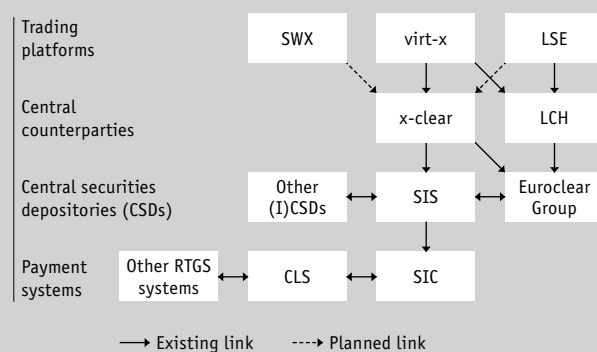 Trading
platforms
SWX
virt-x
LSE
Central
counterparties
x-clear
LCH
Central securities
depositories (CSDs)
Other
(I)CSDs
SIS
Euroclear
Group
Payment
systems
Other RTGS
systems
CLS
SIC
Existing link
Planned link